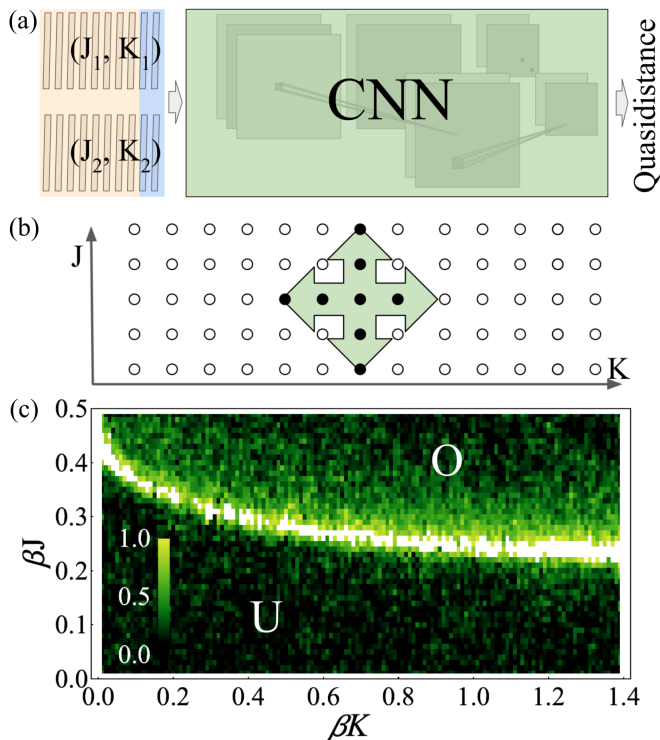 (a)
(J₁, K₁)
(J₂, K₂)
CNN
Quasidistance
(b)
J
K
(c)
0.5
0.4
0.3
0.2
0.1
0.0
βJ
O
U
1.0
0.5
0.0
0.0 0.2 0.4 0.6 0.8 1.0 1.2 1.4
βK